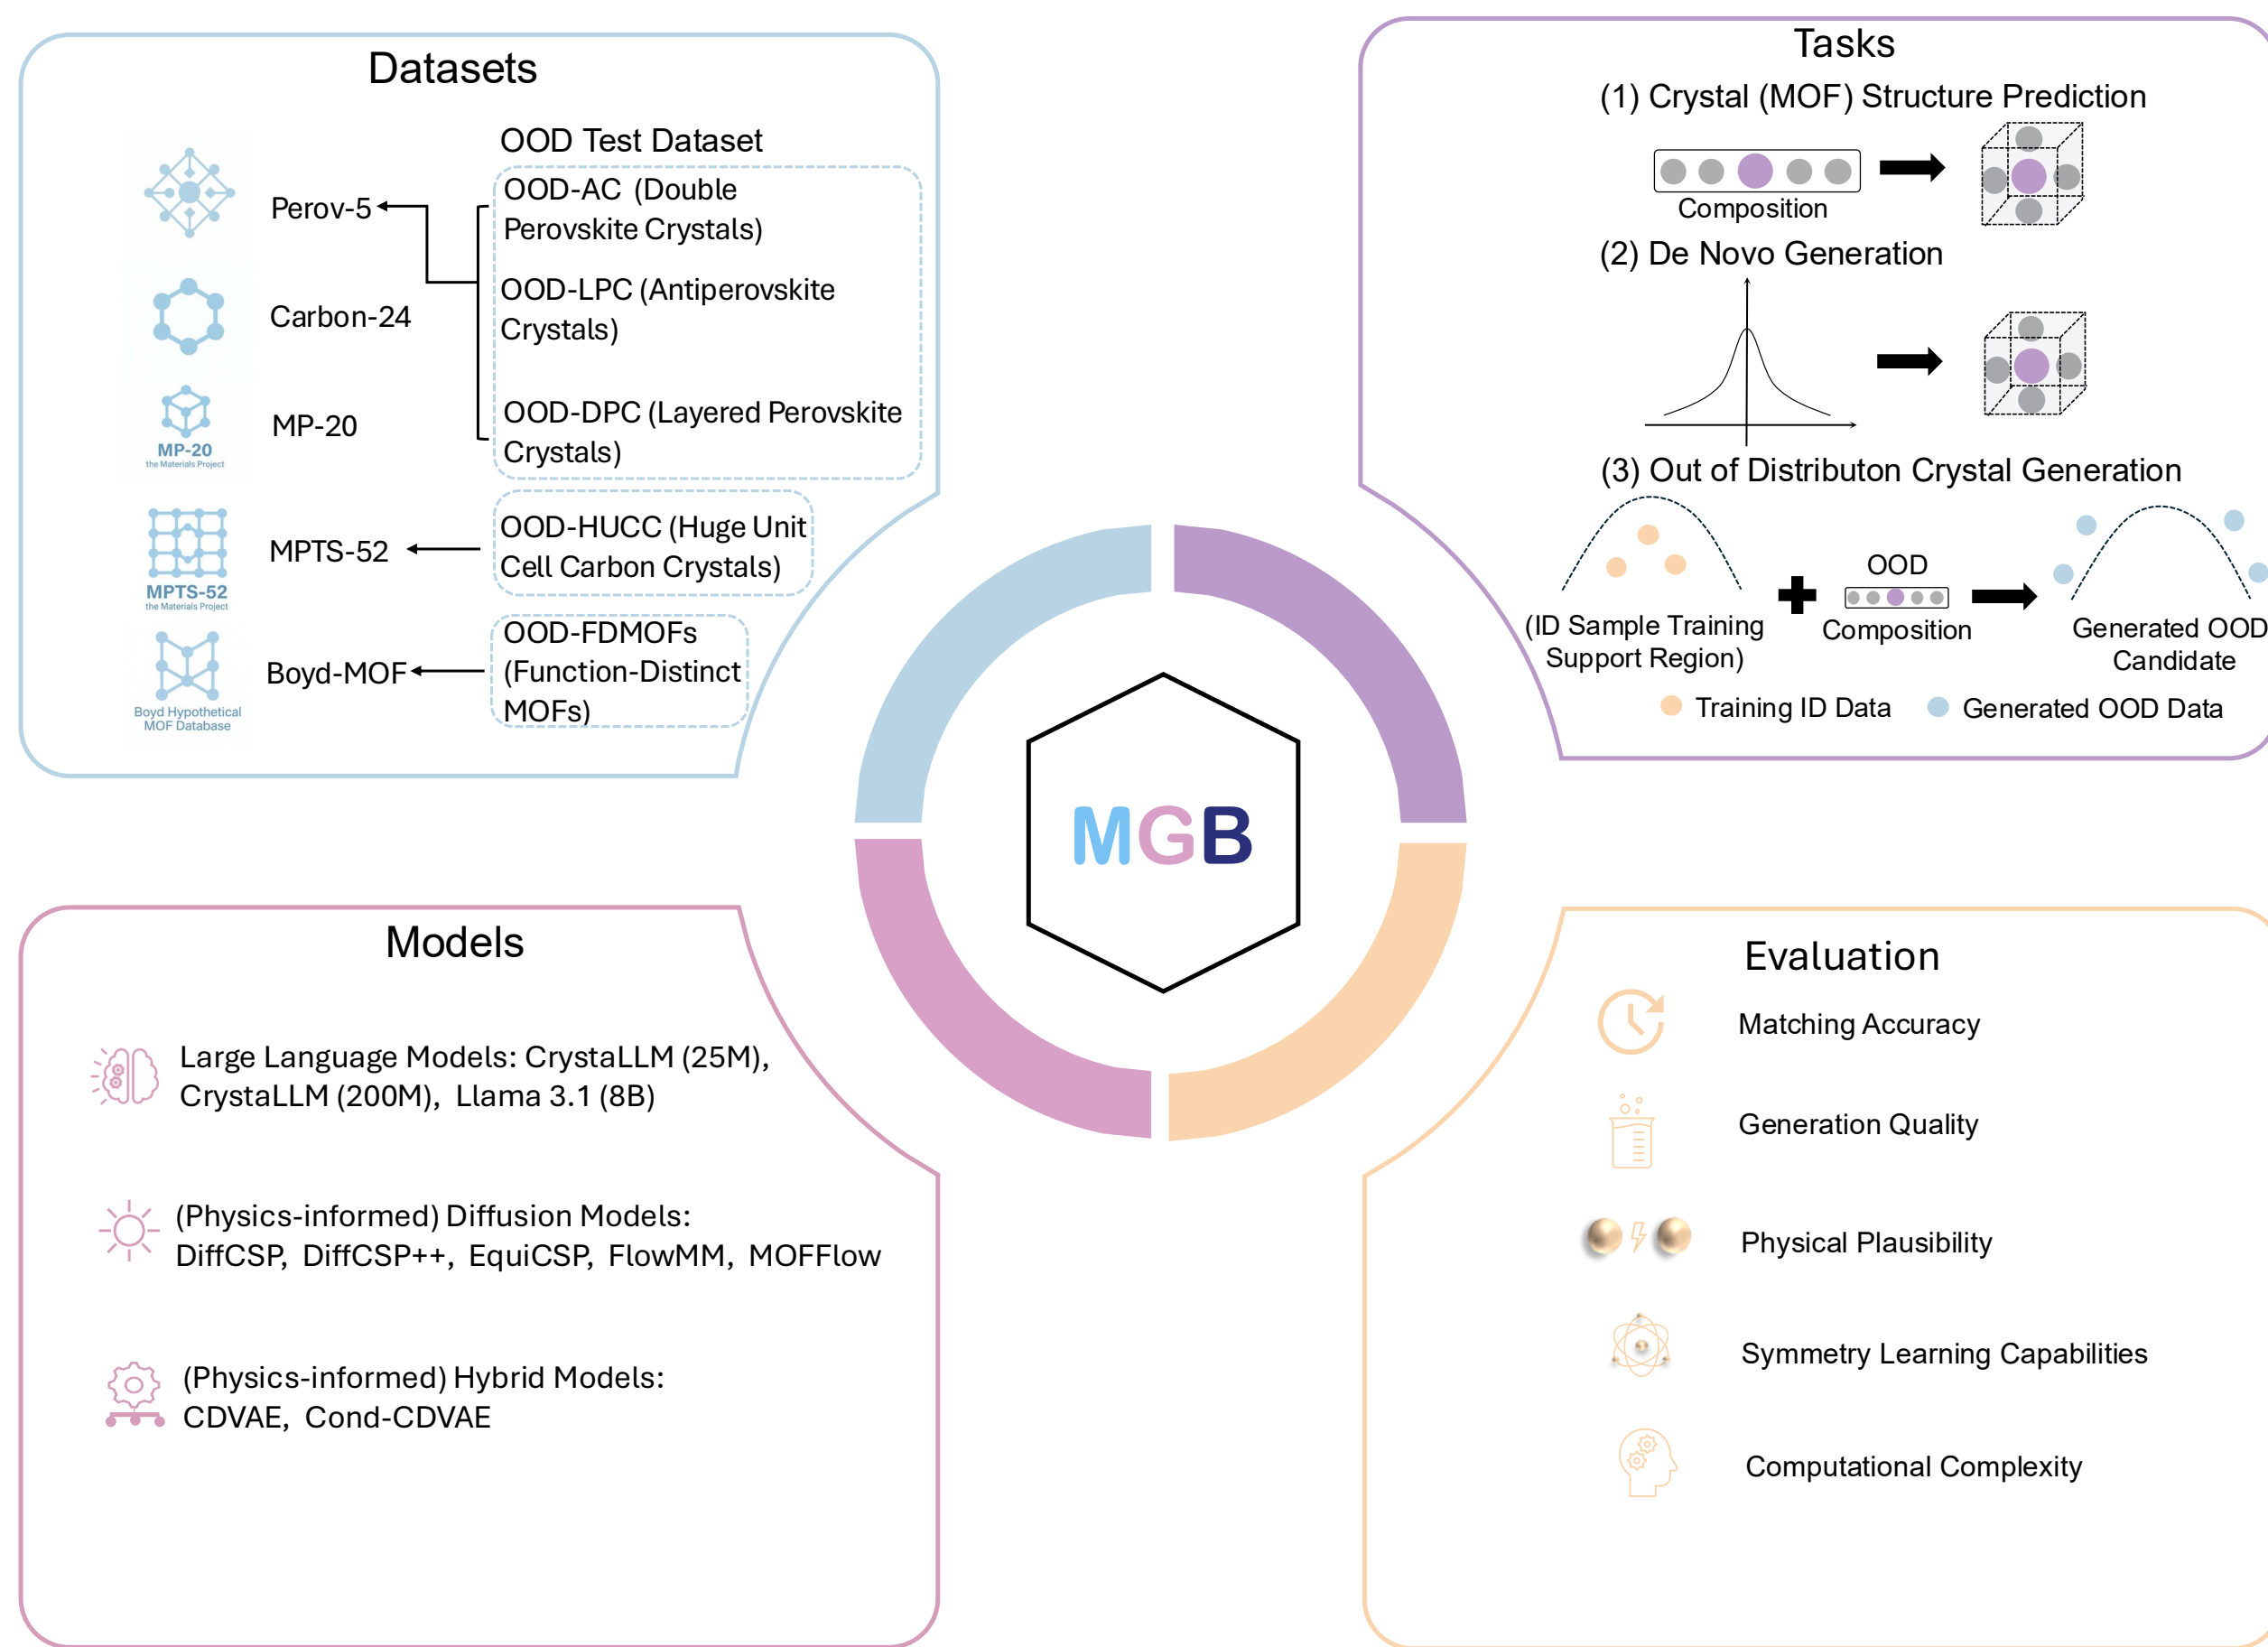 Datasets
OOD Test Dataset
Perov-5
OOD-AC (Double
Perovskite Crystals)
OOD-LPC (Antiperovskite
Crystals)
Carbon-24
OOD-DPC (Layered Perovskite
Crystals)
MP-20
MP-20
the Materials Project
OOD-HUCC (Huge Unit
Cell Carbon Crystals)
MPTS-52
MPTS-52
the Materials Project
OOD-FDMOFs
(Function-Distinct
MOFs)
Boyd-MOF
Boyd Hypothetical
MOF Database
Tasks
(1) Crystal (MOF) Structure Prediction
Composition
(2) De Novo Generation
(3) Out of Distributon Crystal Generation
(ID Sample Training
Support Region)
OOD
Composition
Generated OOD
Candidate
Training ID Data
Generated OOD Data
MGB
Models
Large Language Models: CrystaLLM (25M),
CrystaLLM (200M), Llama 3.1 (8B)
(Physics-informed) Diffusion Models:
DiffCSP, DiffCSP++, EquiCSP, FlowMM, MOFFlow
(Physics-informed) Hybrid Models:
CDVAE, Cond-CDVAE
Evaluation
Matching Accuracy
Generation Quality
Physical Plausibility
Symmetry Learning Capabilities
Computational Complexity